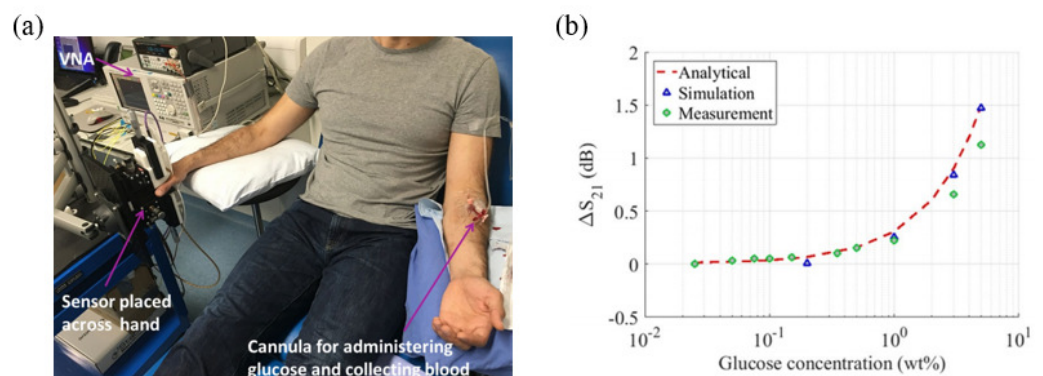 (a)
VNA
Sensor placed
across hand
Cannula for administering
glucose and collecting blood
(b)
2
1.5
1
0.5
0
-0.5
ΔS21 (dB)
Analytical
Simulation
Measurement
10-2
10-1
100
101
Glucose concentration (wt%)